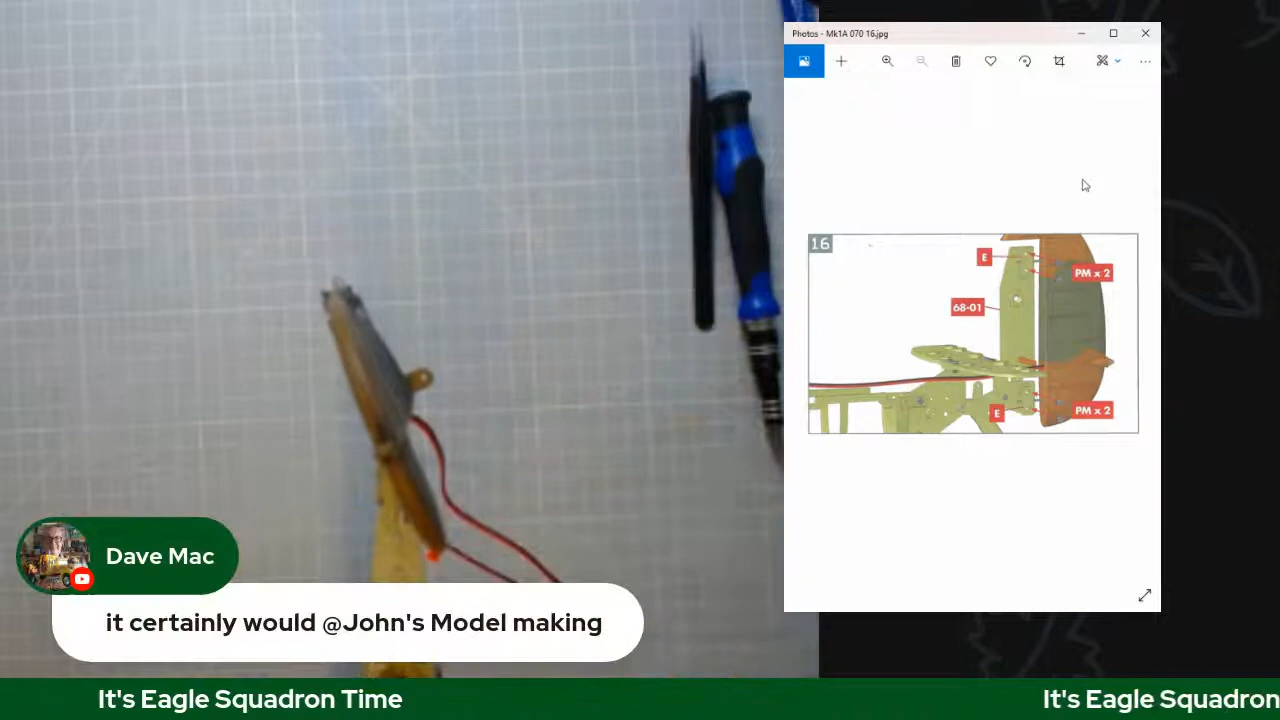 Photos - Mk1A 070 16.jpg
16
E
PM x 2
68-01
E
PM x 2
Dave Mac
it certainly would @John's Model making
It's Eagle Squadron Time
It's Eagle Squadron